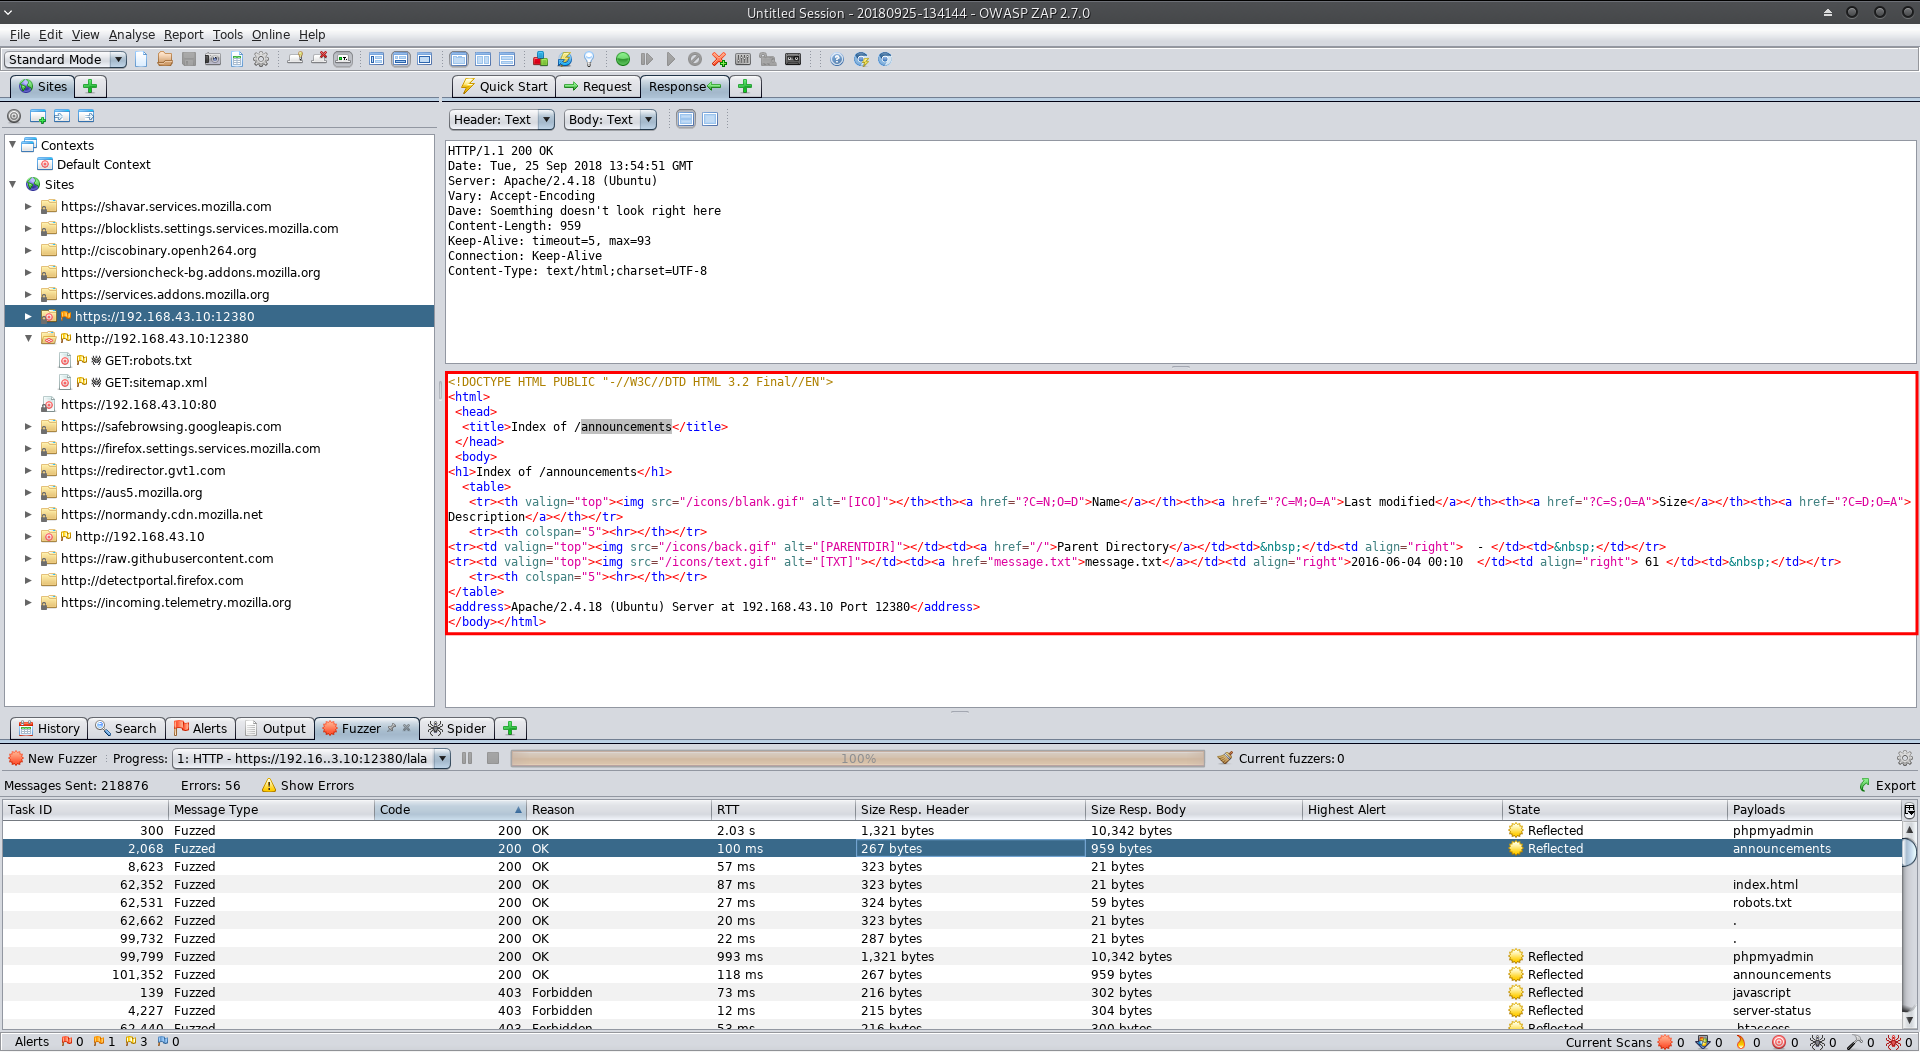 Untitled Session - 20180925-134144 - OWASP ZAP 2.7.0
File Edit View Analyse Report Tools Online Help
Standard Mode
Sites
Quick Start Request Response
Header: Text Body: Text
Contexts
Default Context
Sites
https://shavar.services.mozilla.com
https://blocklists.settings.services.mozilla.com
http://ciscobinary.openh264.org
https://versioncheck-bg.addons.mozilla.org
https://services.addons.mozilla.org
https://192.168.43.10:12380
http://192.168.43.10:12380
GET:robots.txt
GET:sitemap.xml
https://192.168.43.10:80
https://safebrowsing.googleapis.com
https://firefox.settings.services.mozilla.com
https://redirector.gvt1.com
https://aus5.mozilla.org
https://normandy.cdn.mozilla.net
http://192.168.43.10
https://raw.githubusercontent.com
http://detectportal.firefox.com
https://incoming.telemetry.mozilla.org
HTTP/1.1 200 OK
Date: Tue, 25 Sep 2018 13:54:51 GMT
Server: Apache/2.4.18 (Ubuntu)
Vary: Accept-Encoding
Dave: Soemthing doesn't look right here
Content-Length: 959
Keep-Alive: timeout=5, max=93
Connection: Keep-Alive
Content-Type: text/html;charset=UTF-8
<!DOCTYPE HTML PUBLIC "-//W3C//DTD HTML 3.2 Final//EN">
<html>
<head>
<title>Index of /announcements</title>
</head>
<body>
<h1>Index of /announcements</h1>
<table>
<tr><th valign="top"><img src="/icons/blank.gif" alt="[ICO]"></th><th><a href="?C=N;O=D">Name</a></th><th><a href="?C=M;O=A">Last modified</a></th><th><a href="?C=S;O=A">Size</a></th><th><a href="?C=D;O=A">
Description</a></th></tr>
<tr><th colspan="5"><hr></th></tr>
<tr><td valign="top"><img src="/icons/back.gif" alt="[PARENTDIR]"></td><td><a href="/">Parent Directory</a></td><td>&nbsp;</td><td align="right">  - </td><td>&nbsp;</td></tr>
<tr><td valign="top"><img src="/icons/text.gif" alt="[TXT]"></td><td><a href="message.txt">message.txt</a></td><td align="right">2016-06-04 00:10  </td><td align="right"> 61 </td><td>&nbsp;</td></tr>
<tr><th colspan="5"><hr></th></tr>
</table>
<address>Apache/2.4.18 (Ubuntu) Server at 192.168.43.10 Port 12380</address>
</body></html>
History Search Alerts Output Fuzzer Spider
New Fuzzer Progress: 1: HTTP - https://192.16..3.10:12380/lala 100% Current fuzzers:0
Messages Sent: 218876 Errors: 56 Show Errors Export
Task ID Message Type Code Reason RTT Size Resp. Header Size Resp. Body Highest Alert State Payloads
300 Fuzzed 200 OK 2.03 s 1,321 bytes 10,342 bytes Reflected phpmyadmin
2,068 Fuzzed 200 OK 100 ms 267 bytes 959 bytes Reflected announcements
8,623 Fuzzed 200 OK 57 ms 323 bytes 21 bytes
62,352 Fuzzed 200 OK 87 ms 323 bytes 21 bytes index.html
62,531 Fuzzed 200 OK 27 ms 324 bytes 59 bytes robots.txt
62,662 Fuzzed 200 OK 20 ms 323 bytes 21 bytes .
99,732 Fuzzed 200 OK 22 ms 287 bytes 21 bytes .
99,799 Fuzzed 200 OK 993 ms 1,321 bytes 10,342 bytes Reflected phpmyadmin
101,352 Fuzzed 200 OK 118 ms 267 bytes 959 bytes Reflected announcements
139 Fuzzed 403 Forbidden 73 ms 216 bytes 302 bytes Reflected javascript
4,227 Fuzzed 403 Forbidden 12 ms 215 bytes 304 bytes Reflected server-status
62,440 Fuzzed 403 Forbidden 53 ms 216 bytes 300 bytes Reflected .htaccess
Alerts 0 1 3 0 Current Scans 0 0 0 0 0 0 0